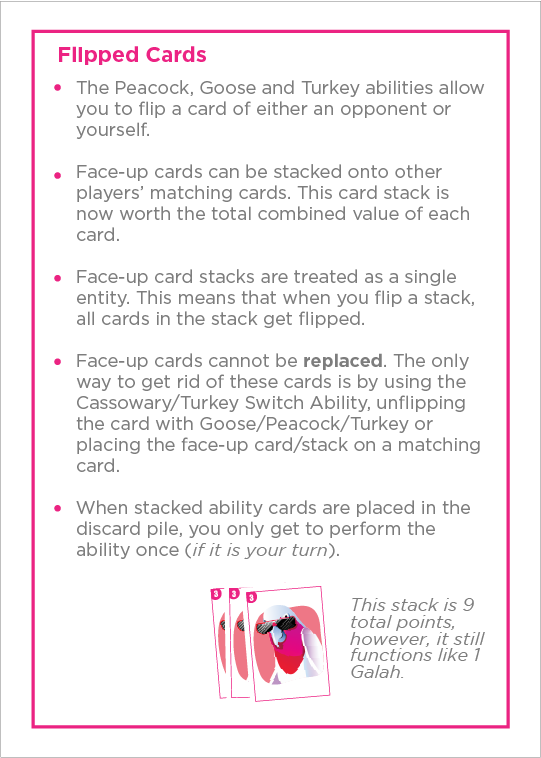 Flipped Cards
• The Peacock, Goose and Turkey abilities allow
you to flip a card of either an opponent or
yourself.
• Face-up cards can be stacked onto other
players’ matching cards. This card stack is
now worth the total combined value of each
card.
• Face-up card stacks are treated as a single
entity. This means that when you flip a stack,
all cards in the stack get flipped.
• Face-up cards cannot be replaced. The only
way to get rid of these cards is by using the
Cassowary/Turkey Switch Ability, unflipping
the card with Goose/Peacock/Turkey or
placing the face-up card/stack on a matching
card.
• When stacked ability cards are placed in the
discard pile, you only get to perform the
ability once (if it is your turn).
3 3 3
This stack is 9
total points,
however, it still
functions like 1
Galah.